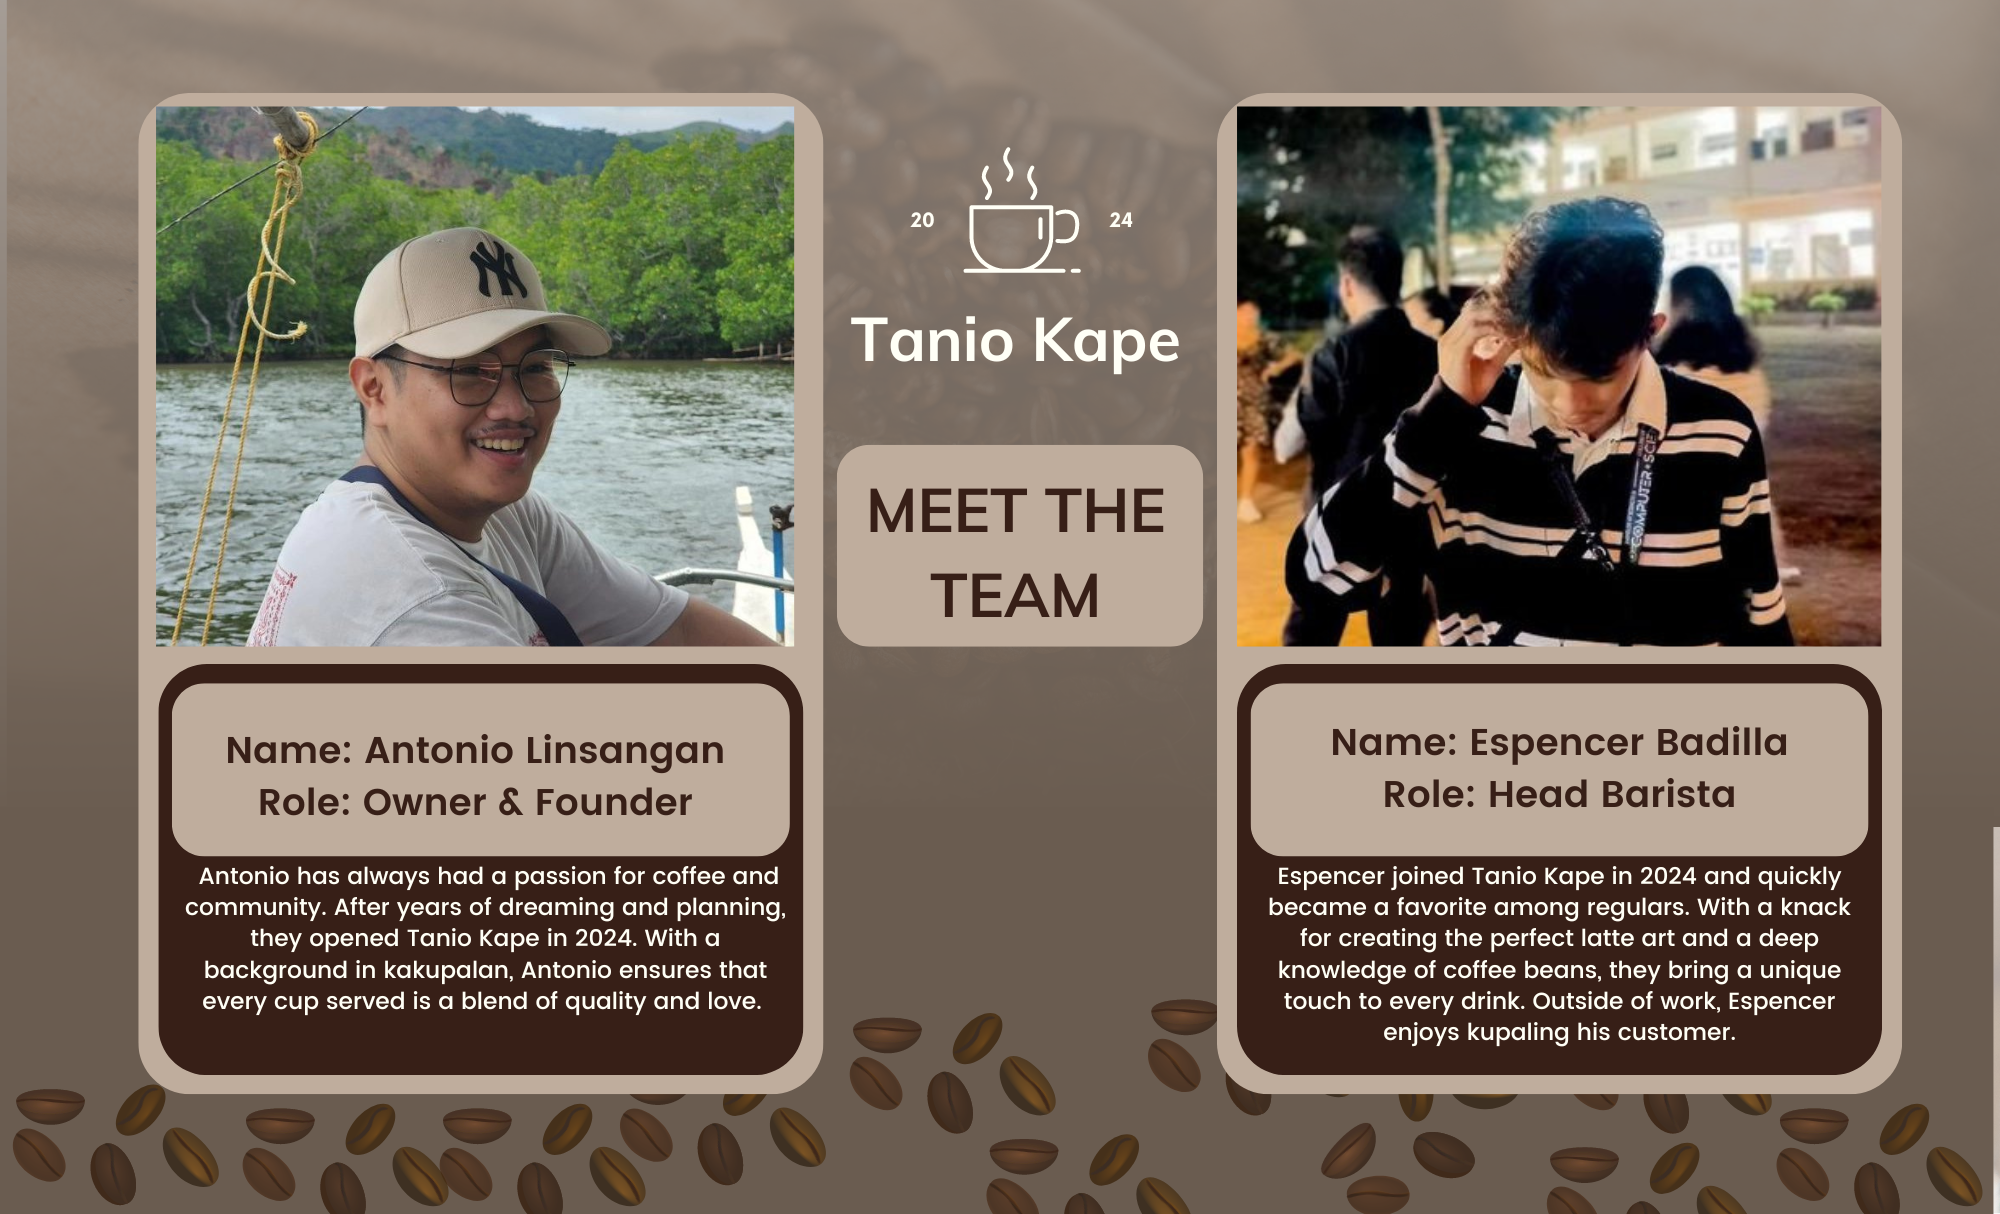 NY
20 24
Tanio Kape
MEET THE
TEAM
COMPUTER
Name: Antonio Linsangan
Role: Owner & Founder
Antonio has always had a passion for coffee and
community. After years of dreaming and planning,
they opened Tanio Kape in 2024. With a
background in kakupalan, Antonio ensures that
every cup served is a blend of quality and love.
Name: Espencer Badilla
Role: Head Barista
Espencer joined Tanio Kape in 2024 and quickly
became a favorite among regulars. With a knack
for creating the perfect latte art and a deep
knowledge of coffee beans, they bring a unique
touch to every drink. Outside of work, Espencer
enjoys kupaling his customer.